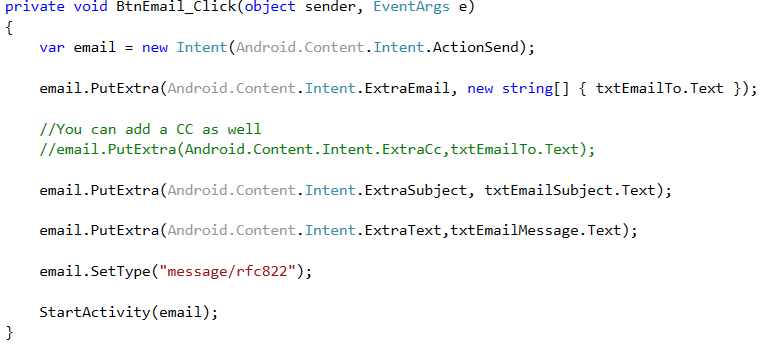 private void BtnEmail_Click(object sender, EventArgs e)
{
    var email = new Intent(Android.Content.Intent.ActionSend);
    email.PutExtra(Android.Content.Intent.ExtraEmail, new string[] { txtEmailTo.Text });
    //You can add a CC as well
    //email.PutExtra(Android.Content.Intent.ExtraCc,txtEmailTo.Text);
    email.PutExtra(Android.Content.Intent.ExtraSubject, txtEmailSubject.Text);
    email.PutExtra(Android.Content.Intent.ExtraText,txtEmailMessage.Text);
    email.SetType("message/rfc822");
    StartActivity(email);
}